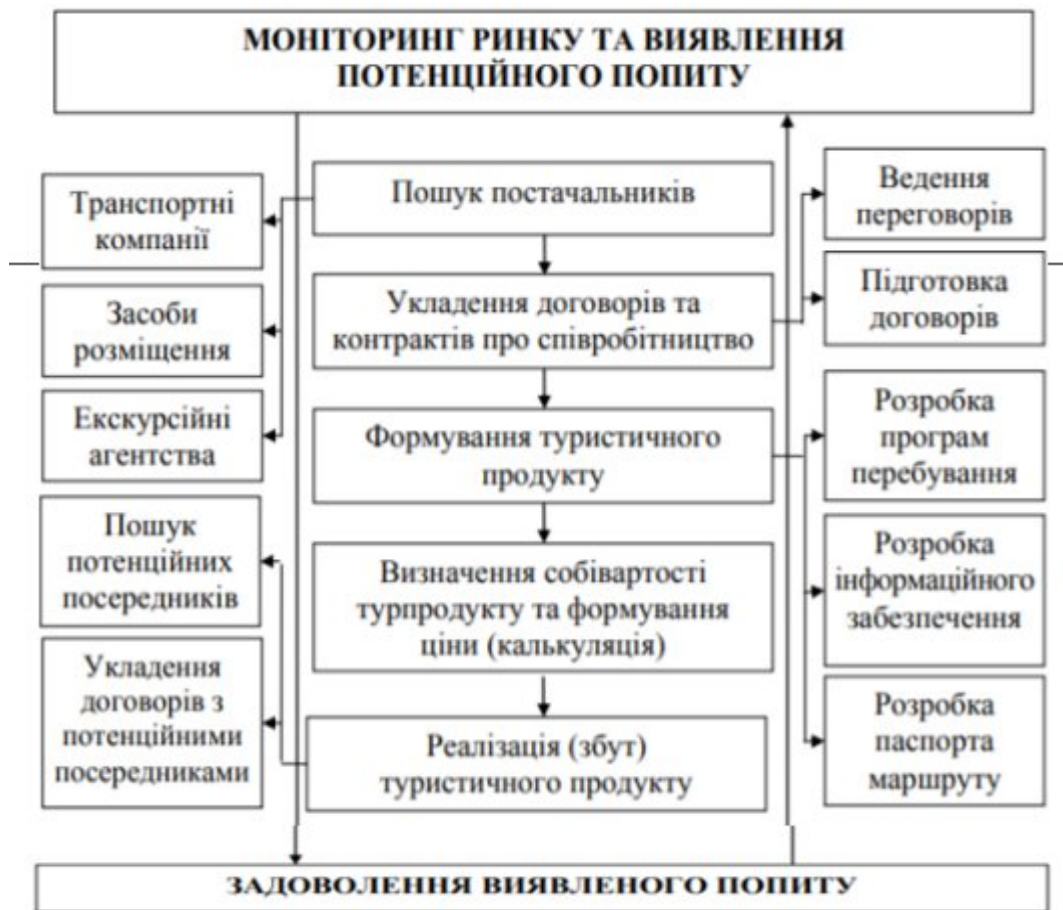 МОНІТОРИНГ РИНКУ ТА ВИЯВЛЕННЯ
ПОТЕНЦІЙНОГО ПОПИТУ
Транспортні
компанії
Засоби
розміщення
Екскурсійні
агентства
Пошук
потенційних
посередників
Укладення
договорів з
потенційними
посередниками
Пошук постачальників
Укладення договорів та
контрактів про співробітництво
Формування туристичного
продукту
Визначення собівартості
турпродукту та формування
ціни (калькуляція)
Реалізація (збут)
туристичного продукту
Ведення
переговорів
Підготовка
договорів
Розробка
програм
перебування
Розробка
інформаційного
забезпечення
Розробка
паспорта
маршруту
ЗАДОВОЛЕННЯ ВИЯВЛЕНОГО ПОПИТУ